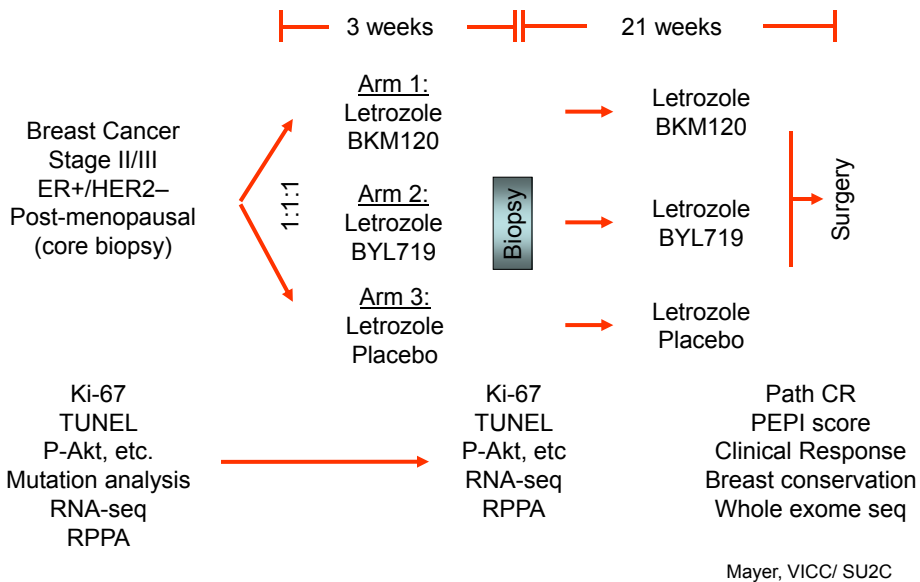 3 weeks
21 weeks
Breast Cancer
Stage II/III
ER+/HER2–
Post-menopausal
(core biopsy)
1:1:1
Arm 1:
Letrozole
BKM120
Arm 2:
Letrozole
BYL719
Arm 3:
Letrozole
Placebo
Biopsy
Letrozole
BKM120
Letrozole
BYL719
Letrozole
Placebo
Surgery
Ki-67
TUNEL
P-Akt, etc.
Mutation analysis
RNA-seq
RPPA
Ki-67
TUNEL
P-Akt, etc
RNA-seq
RPPA
Path CR
PEPI score
Clinical Response
Breast conservation
Whole exome seq
Mayer, VICC/ SU2C